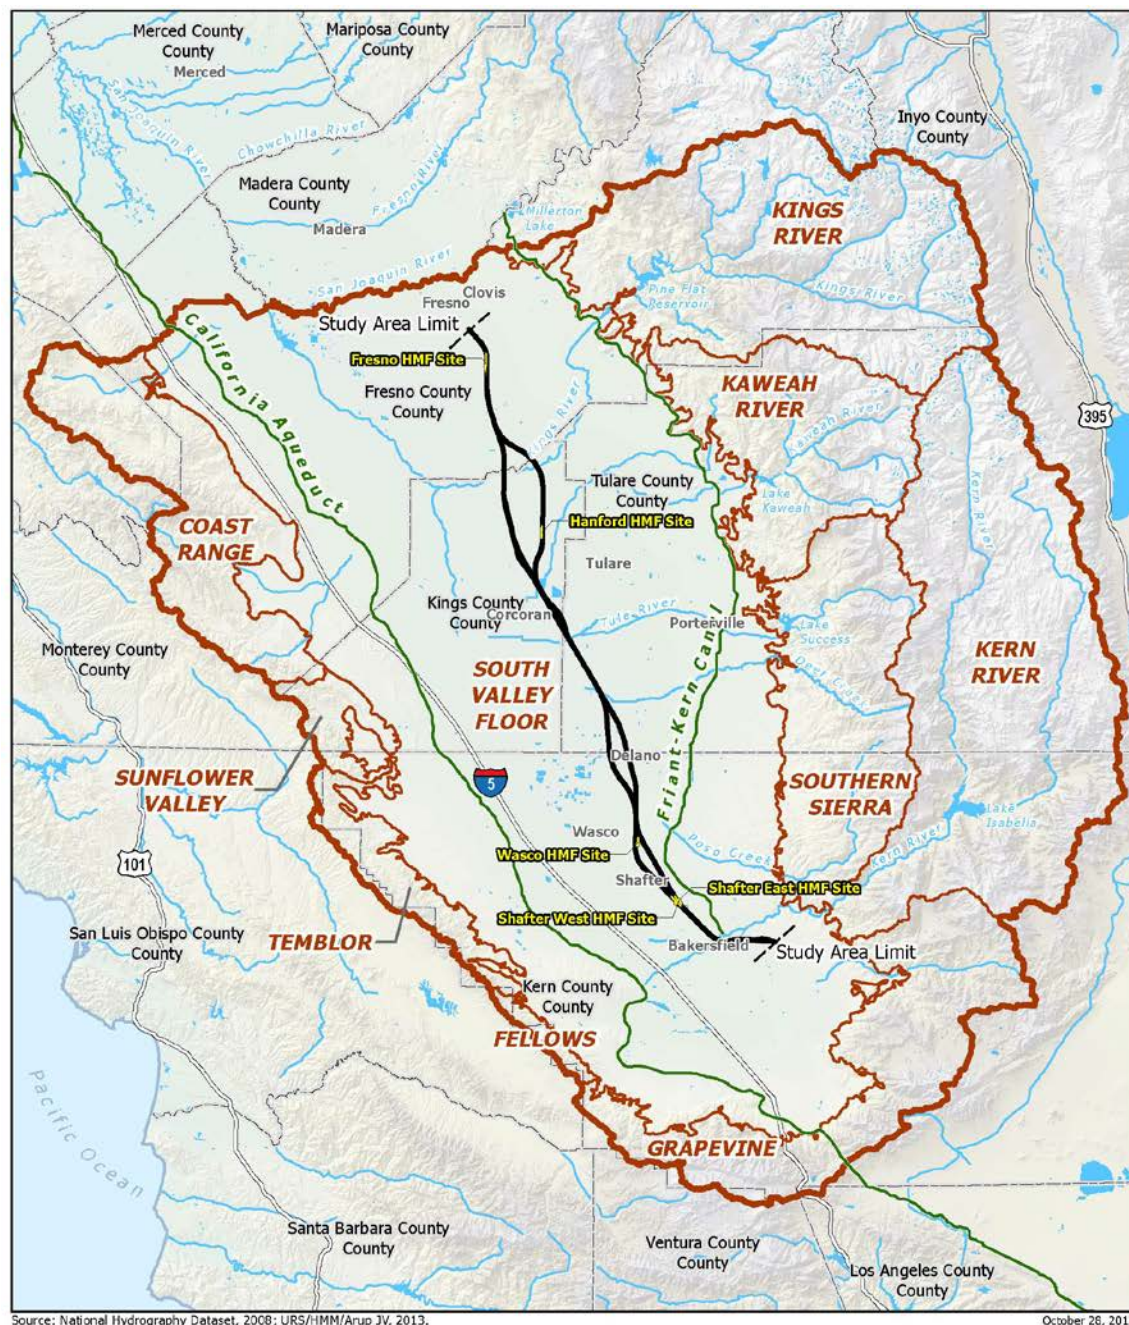 Merced County
County
Merced
Mariposa County
County
San Joaquin River
Chowchilla River
Inyo County
County
Madera County
County
Fresno River
Madera
Millerton
Lake
KINGS
RIVER
San Joaquin River
Clovis
Fresno
Pine Flat
Reservoir
Kings River
Study Area Limit
California Aqueduct
Fresno HMF Site
Fresno County
County
Kings River
KAWEAH
RIVER
395
Kaweah River
Kern River
Tulare County
County
Lake
Kaweah
COAST
RANGE
Hanford HMF Site
Tulare
Kings County
County
Corcoran
Tule River
Porterville
Lake
Success
Monterey County
County
Deer Creek
SOUTH
VALLEY
FLOOR
Friant-Kern Canal
KERN
RIVER
Delano
SUNFLOWER
VALLEY
5
SOUTHERN
SIERRA
Lake
Isabella
Wasco
Poso Creek
Kern River
Wasco HMF Site
101
Shafter
Shafter East HMF Site
Shafter West HMF Site
San Luis Obispo County
County
TEMBLOR
Bakersfield
Study Area Limit
Kern County
County
FELLOWS
Pacific Ocean
GRAPEVINE
Santa Barbara County
County
Ventura County
County
Los Angeles County
County
Source: National Hydrography Dataset, 2008; URS/HMM/Arup JV, 2013.
October 28, 201